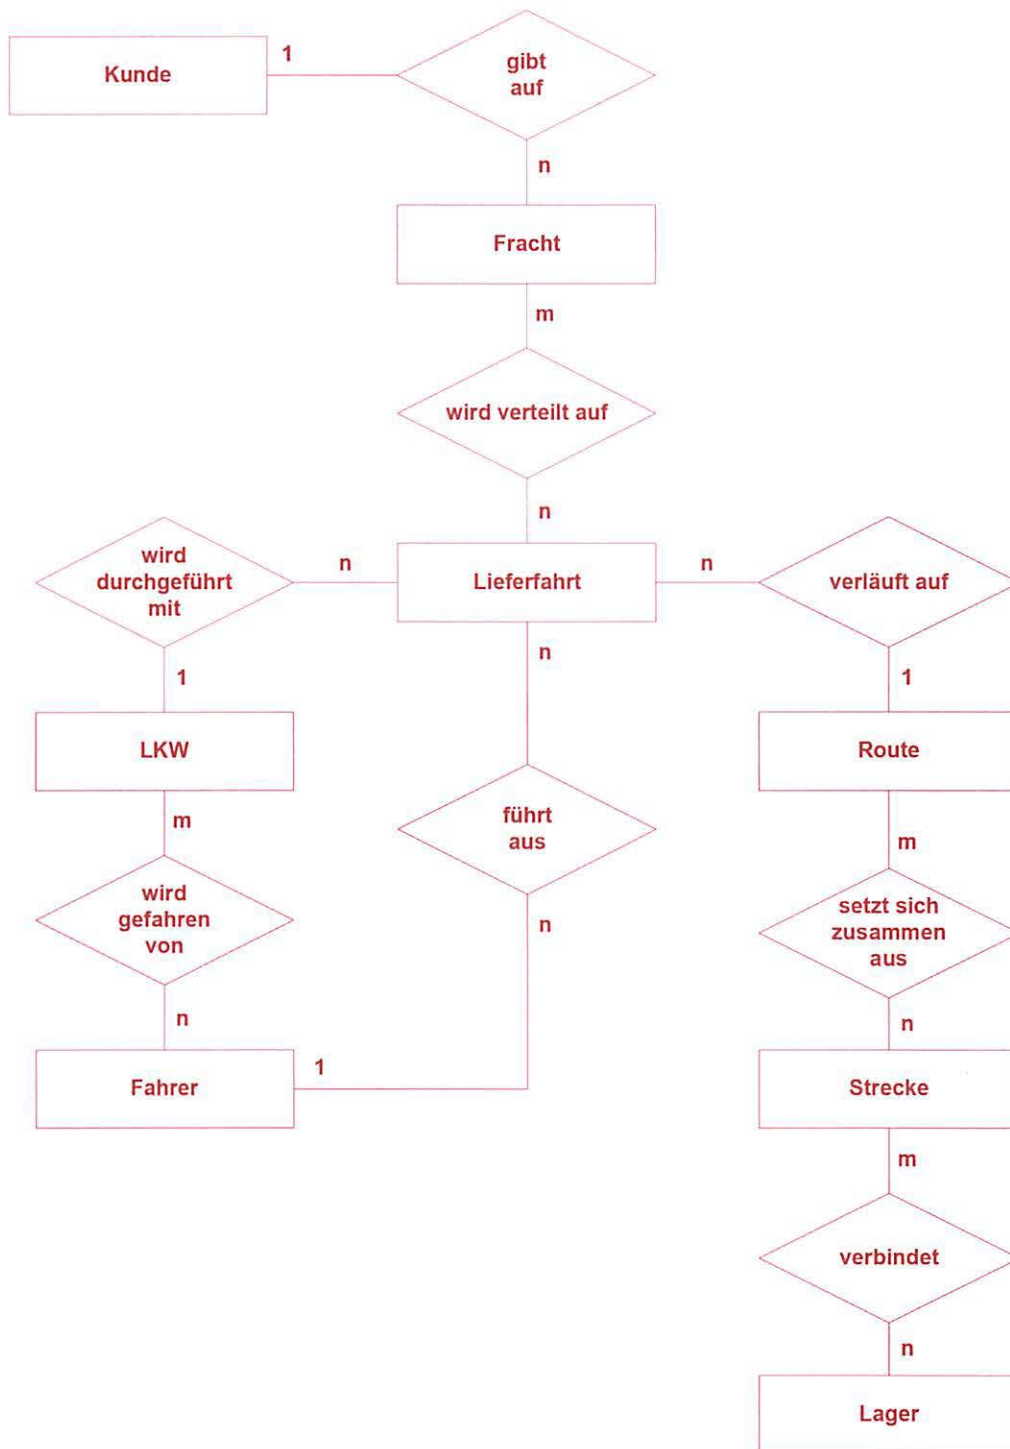 Kunde
1
gibt
auf
n
Fracht
m
wird verteilt auf
n
wird
durchgeführt
mit
n
Lieferfahrt
n
verläuft auf
1
n
1
LKW
Route
m
führt
aus
m
wird
gefahren
von
n
setzt sich
zusammen
aus
n
n
Fahrer
1
Strecke
m
verbindet
n
Lager